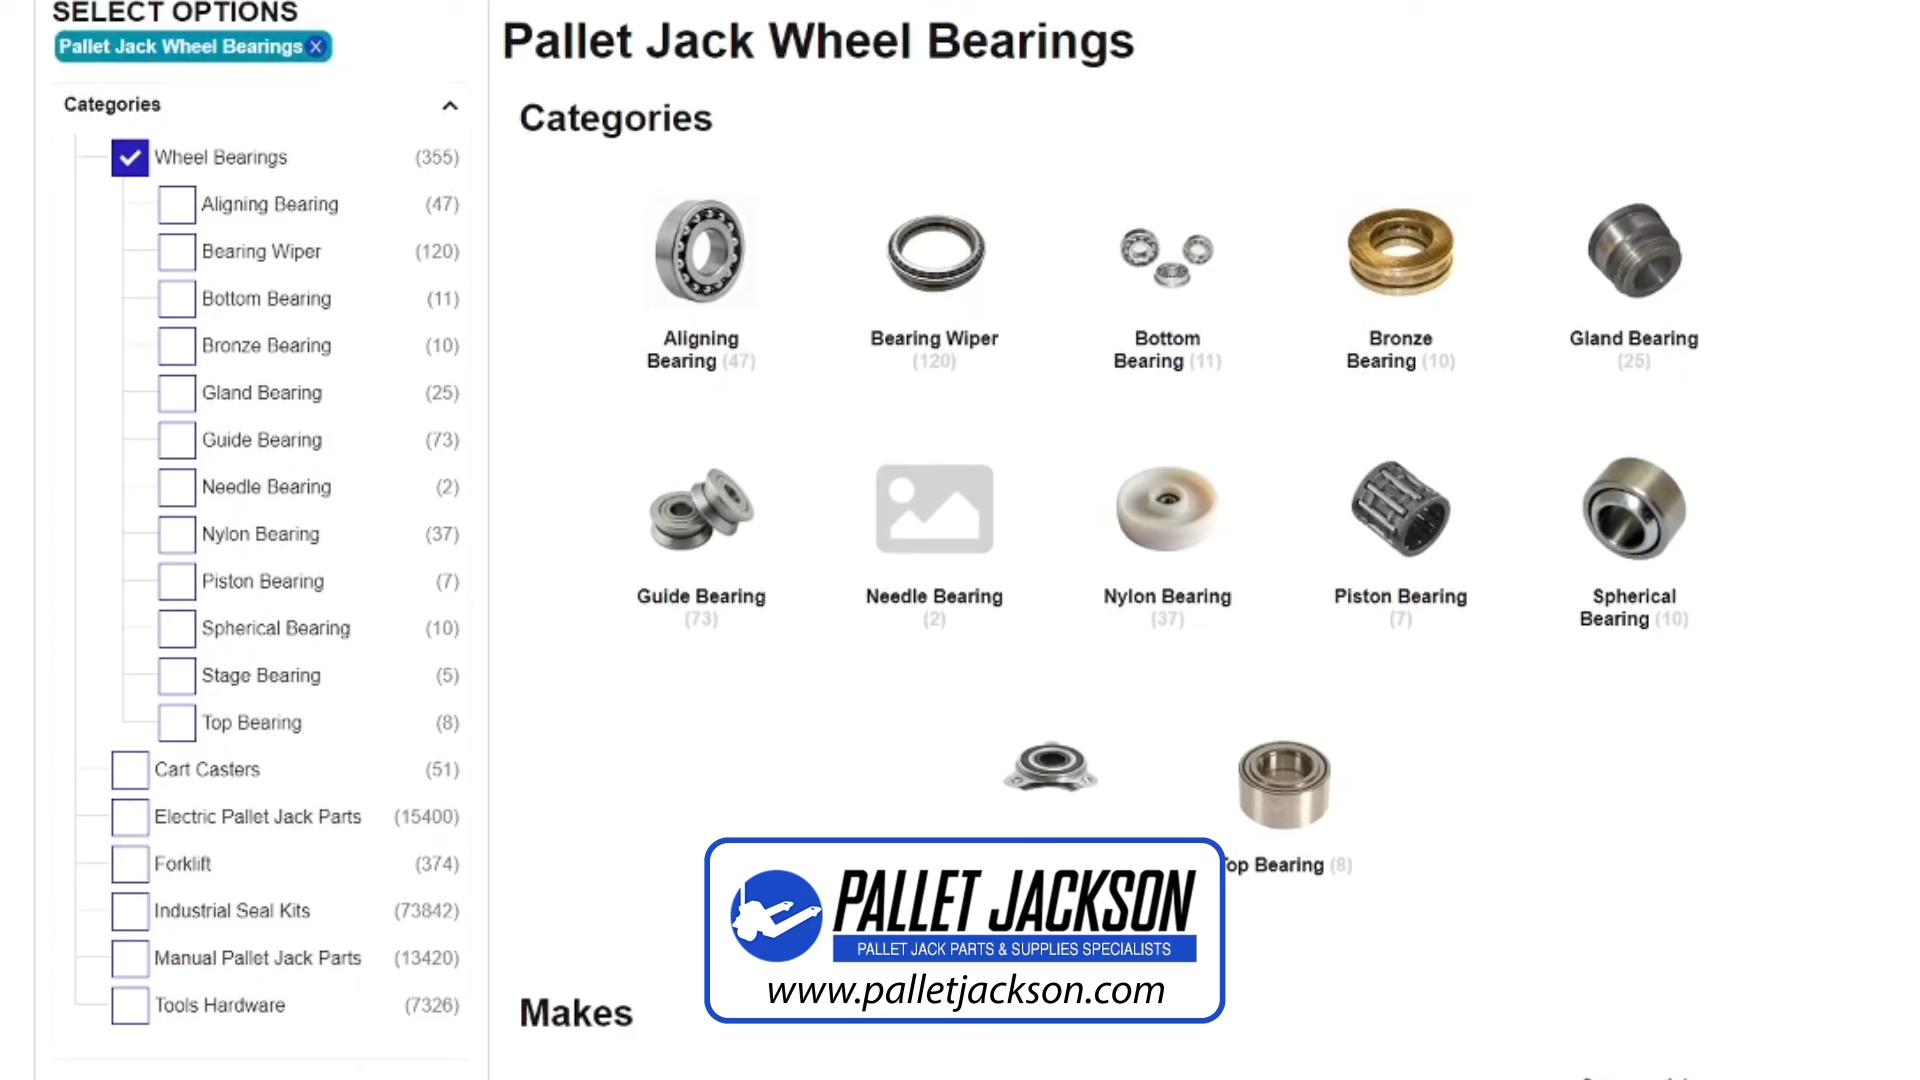 SELECT OPTIONS
Pallet Jack Wheel Bearings
Categories
Wheel Bearings (355)
Aligning Bearing (47)
Bearing Wiper (120)
Bottom Bearing (11)
Bronze Bearing (10)
Gland Bearing (25)
Guide Bearing (73)
Needle Bearing (2)
Nylon Bearing (37)
Piston Bearing (7)
Spherical Bearing (10)
Stage Bearing (5)
Top Bearing (8)
Cart Casters (51)
Electric Pallet Jack Parts (15400)
Forklift (374)
Industrial Seal Kits (73842)
Manual Pallet Jack Parts (13420)
Tools Hardware (7326)
Pallet Jack Wheel Bearings
Categories
Aligning
Bearing (47)
Bearing Wiper
(120)
Bottom
Bearing (11)
Bronze
Bearing (10)
Gland Bearing
(25)
Guide Bearing
(73)
Needle Bearing
(2)
Nylon Bearing
(37)
Piston Bearing
(7)
Spherical
Bearing (10)
op Bearing (8)
PALLET JACKSON
PALLET JACK PARTS & SUPPLIES SPECIALISTS
www.palletjackson.com
Makes